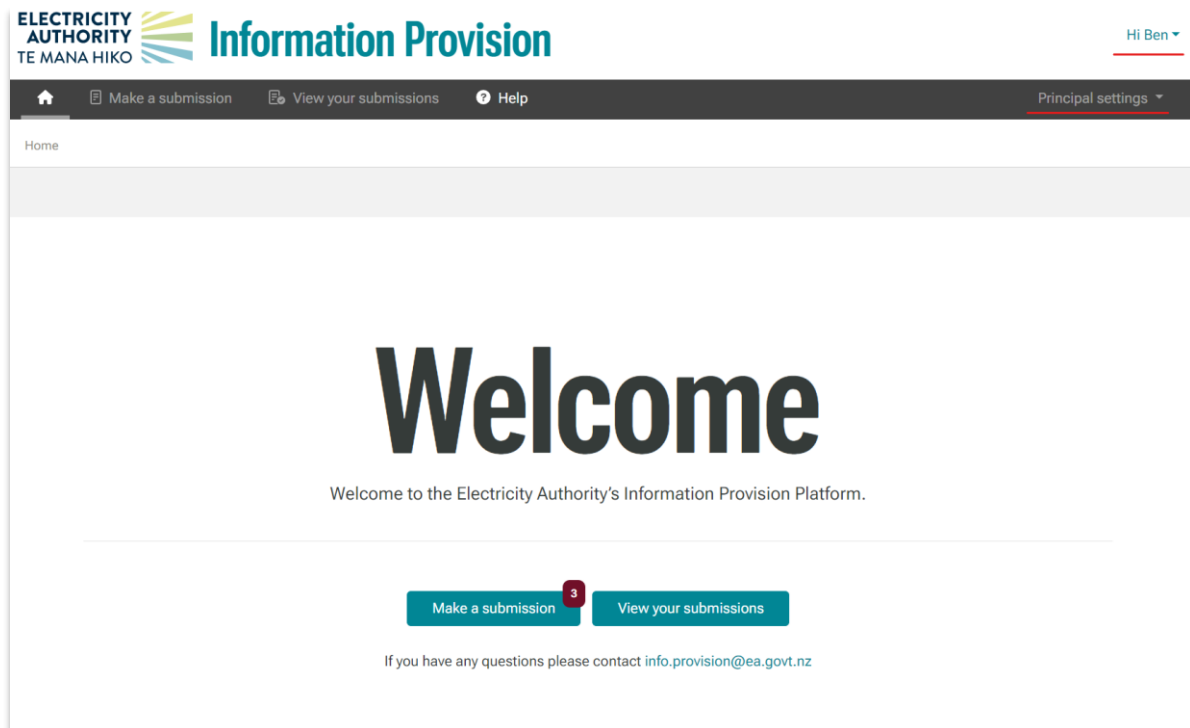 ELECTRICITY
AUTHORITY
TE MANA HIKO
Information Provision
Hi Ben
Make a submission
View your submissions
? Help
Principal settings
Home
Welcome
Welcome to the Electricity Authority's Information Provision Platform.
3
Make a submission
View your submissions
If you have any questions please contact info.provision@ea.govt.nz